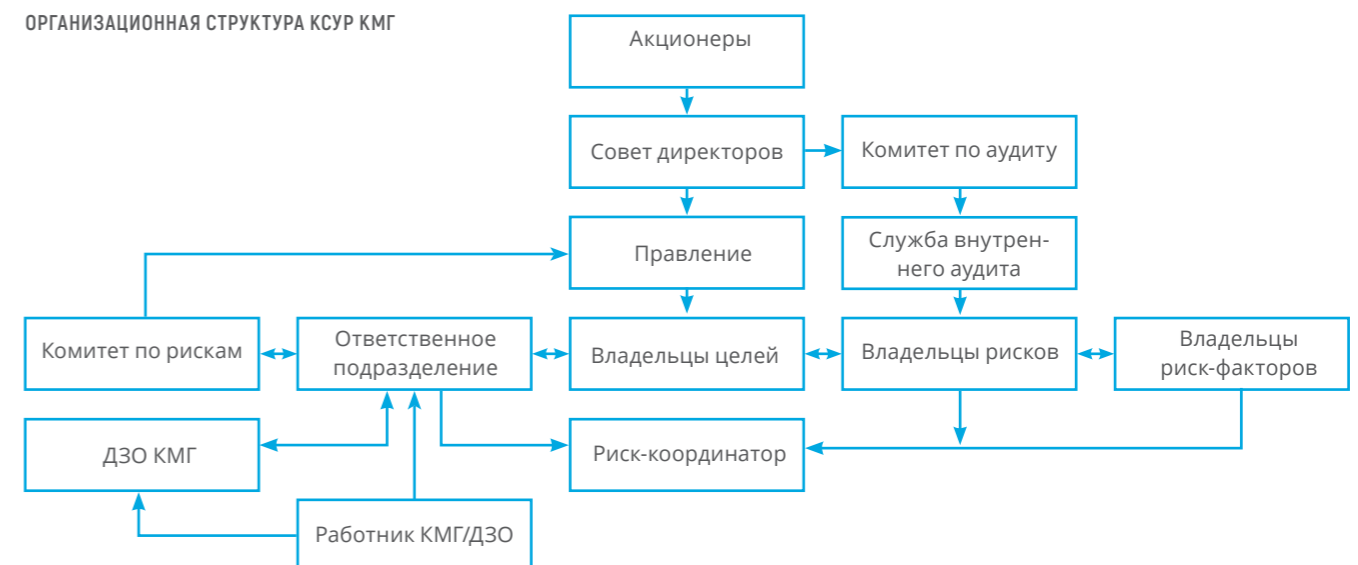 ОРГАНИЗАЦИОННАЯ СТРУКТУРА КСУР КМГ
Акционеры
Совет директоров
Комитет по аудиту
Правление
Служба внутрен-
него аудита
Комитет по рискам
Ответственное
подразделение
Владельцы целей
Владельцы рисков
Владельцы
риск-факторов
ДЗО КМГ
Риск-координатор
Работник КМГ/ДЗО